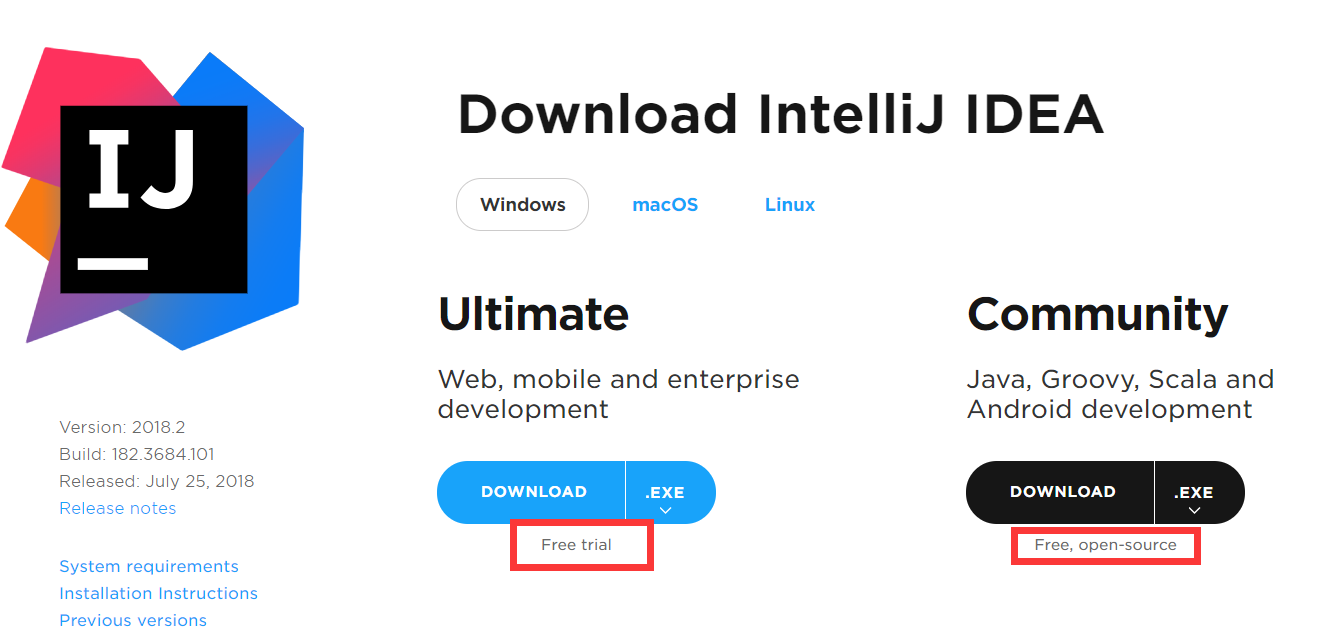 IJ
Download IntelliJ IDEA
Windows
macOS
Linux
Ultimate
Web, mobile and enterprise
development
DOWNLOAD
.EXE
Free trial
Community
Java, Groovy, Scala and
Android development
DOWNLOAD
.EXE
Free, open-source
Version: 2018.2
Build: 182.3684.101
Released: July 25, 2018
Release notes
System requirements
Installation Instructions
Previous versions